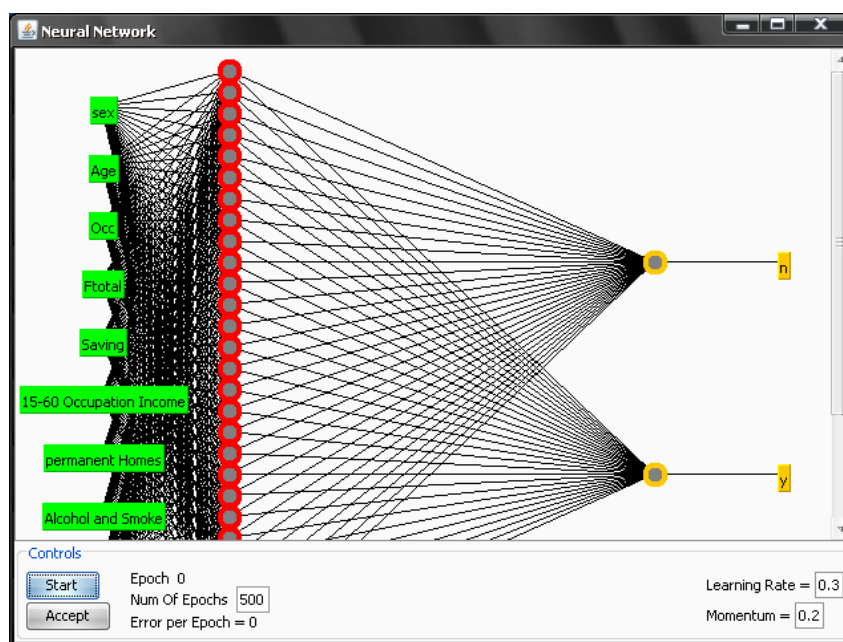 Neural Network
sex
Age
Occ
Ftotal
Saving
15-60 Occupation Income
permanent Homes
Alcohol and Smoke
n
y
Controls
Start
Accept
Epoch 0
Num Of Epochs 500
Error per Epoch = 0
Learning Rate = 0.3
Momentum = 0.2